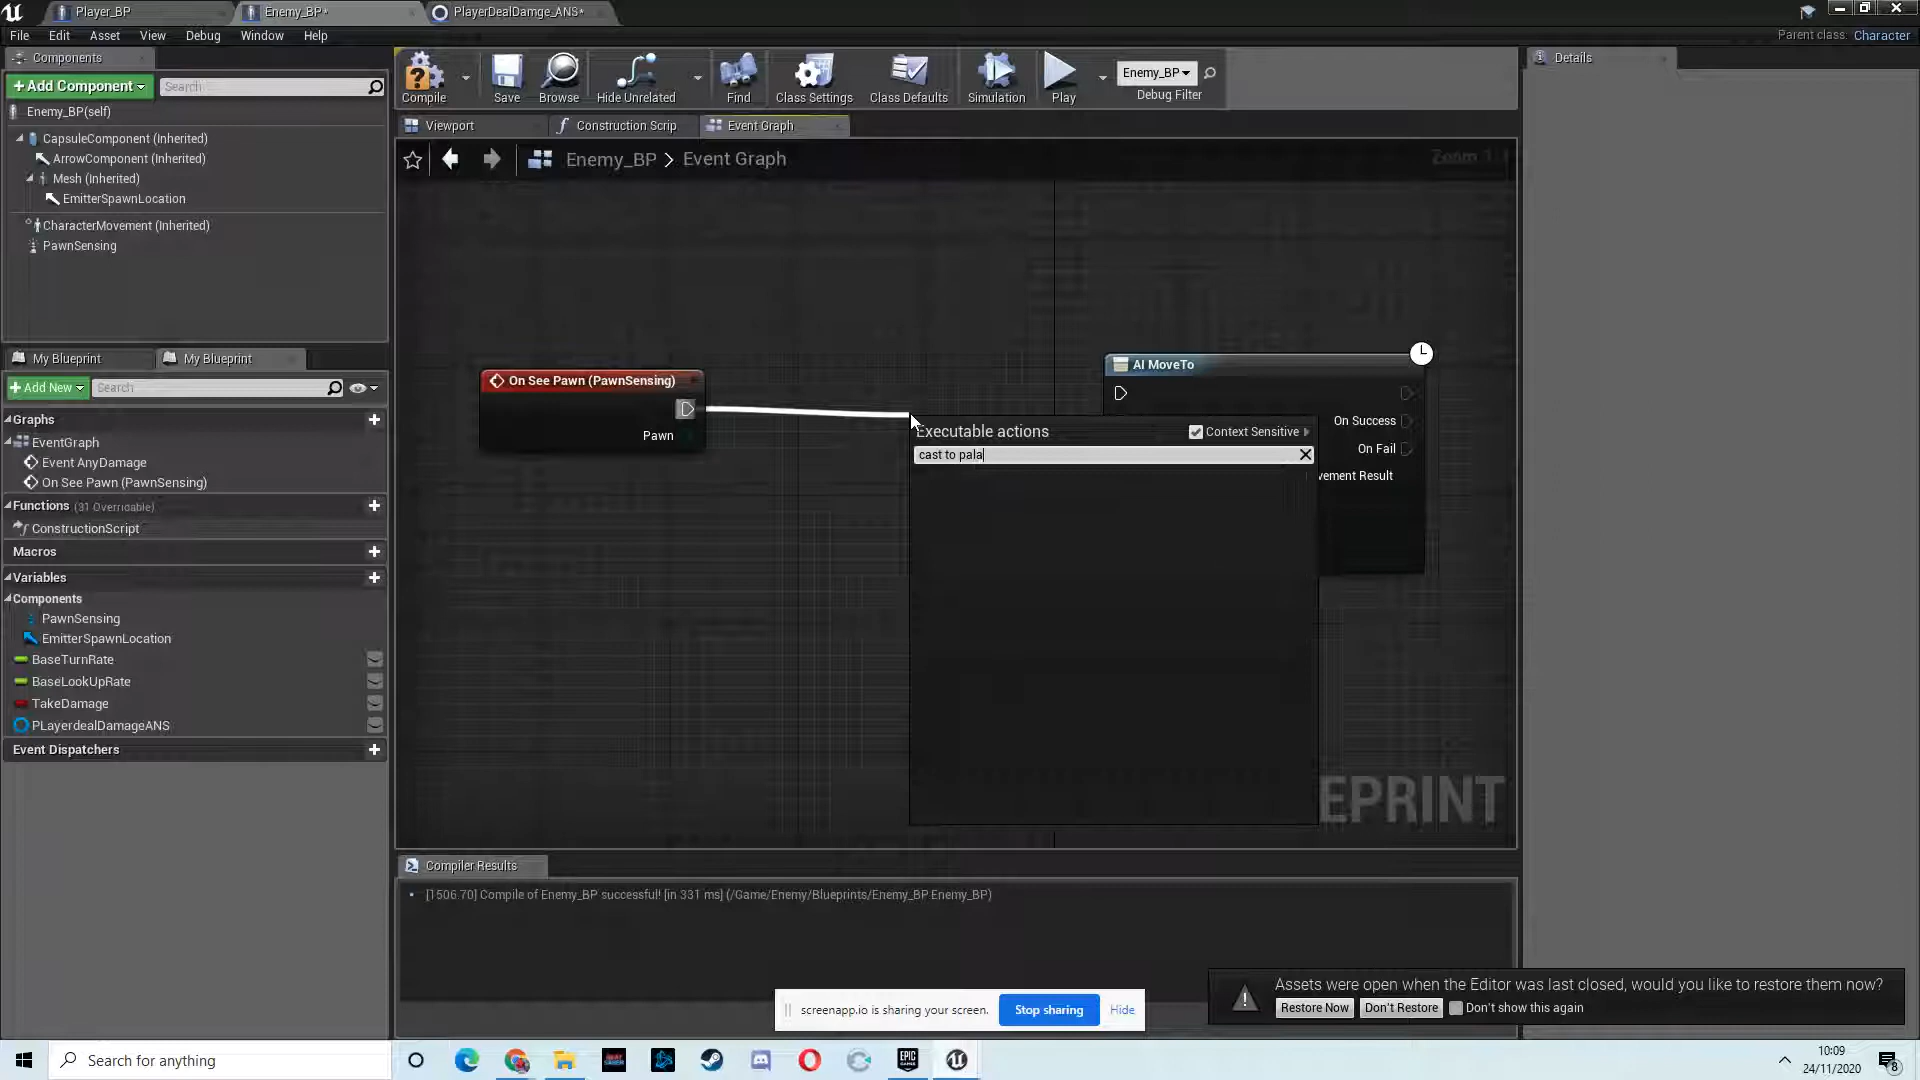 Player_BP
Enemy_BP*
PlayerDealDamge_ANS*
File Edit Asset View Debug Window Help
Parent class: Character
Components
+Add Component
Search
Enemy_BP(self)
CapsuleComponent (Inherited)
ArrowComponent (Inherited)
Mesh (Inherited)
EmitterSpawnLocation
CharacterMovement (Inherited)
PawnSensing
My Blueprint
My Blueprint
+Add New
Search
Graphs
EventGraph
Event AnyDamage
On See Pawn (PawnSensing)
Functions (31 Overridable)
ConstructionScript
Macros
Variables
Components
PawnSensing
EmitterSpawnLocation
BaseTurnRate
BaseLookUpRate
TakeDamage
PLayerdealDamageANS
Event Dispatchers
Compile
Save
Browse
Hide Unrelated
Find
Class Settings
Class Defaults
Simulation
Play
Enemy_BP
Debug Filter
Viewport
Construction Scrip
Event Graph
Enemy_BP > Event Graph
Zoom 1:1
On See Pawn (PawnSensing)
Pawn
AI MoveTo
On Success
On Fail
vement Result
Executable actions
Context Sensitive
cast to pala
EPRINT
Compiler Results
[1506.70] Compile of Enemy_BP successful! [in 331 ms] (/Game/Enemy/Blueprints/Enemy_BP Enemy_BP)
Details
Assets were open when the Editor was last closed, would you like to restore them now?
Restore Now
Don't Restore
Don't show this again
screenapp.io is sharing your screen.
Stop sharing
Hide
Search for anything
EPIC GAMES
10:09
24/11/2020
8